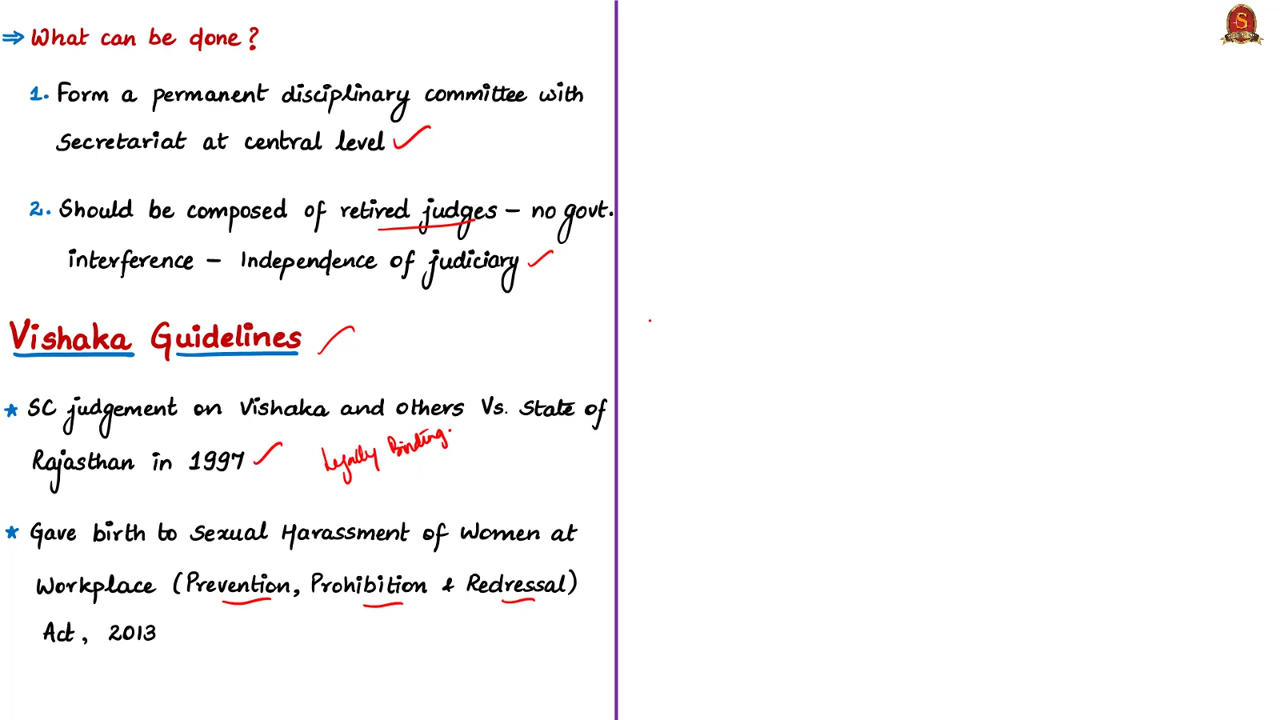 ⇒ What can be done?
1. Form a permanent disciplinary committee with
Secretariat at central level
2. Should be composed of retired judges – no govt.
interference – Independence of judiciary
Vishaka Guidelines
* SC judgement on Vishaka and others Vs. State of
Rajasthan in 1997
Legally Binding.
* Gave birth to Sexual Harassment of Women at
Workplace (Prevention, Prohibition & Redressal)
Act, 2013
S